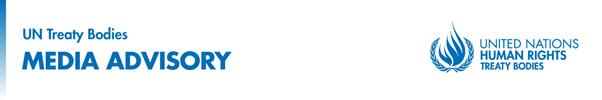 UN Treaty Bodies
MEDIA ADVISORY
UNITED NATIONS
HUMAN RIGHTS
TREATY BODIES